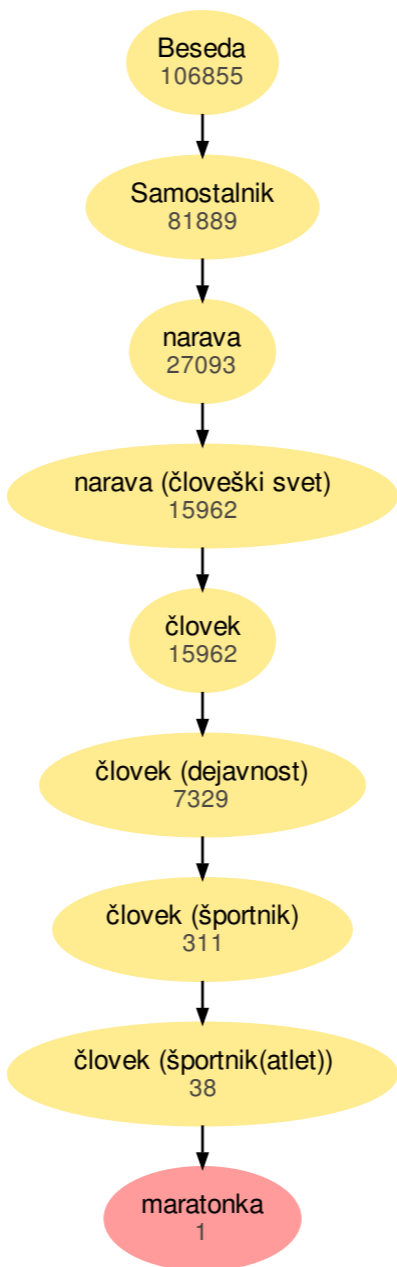 Beseda
106855
Samostalnik
81889
narava
27093
narava (človeški svet)
15962
človek
15962
človek (dejavnost)
7329
človek (športnik)
311
človek (športnik(atlet))
38
maratonka
1